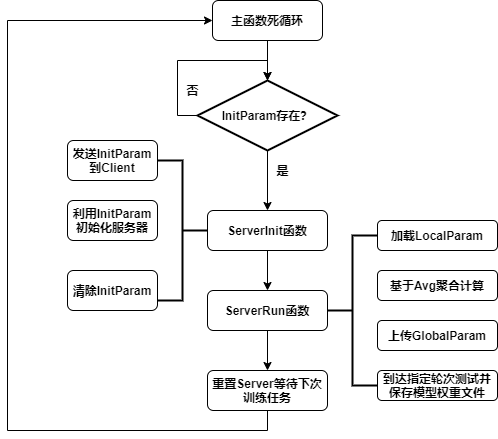 主函数死循环
否
InitParam存在?
是
发送InitParam
到Client
利用InitParam
初始化服务器
清除InitParam
ServerInit函数
ServerRun函数
加载LocalParam
基于Avg聚合计算
上传GlobalParam
到达指定轮次测试并
保存模型权重文件
重置Server等待下次
训练任务